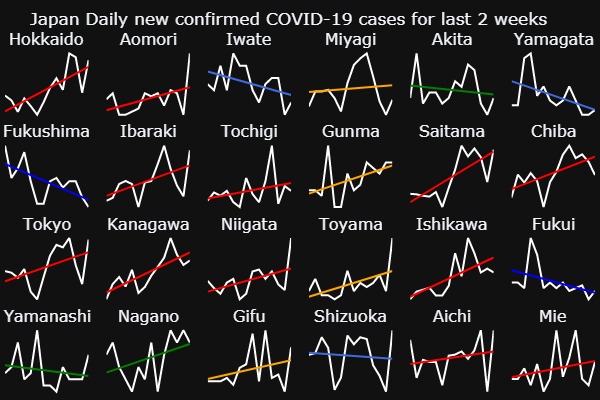 Japan Daily new confirmed COVID-19 cases for last 2 weeks
Hokkaido Aomori Iwate Miyagi Akita Yamagata
Fukushima Ibaraki Tochigi Gunma Saitama Chiba
Tokyo Kanagawa Niigata Toyama Ishikawa Fukui
Yamanashi Nagano Gifu Shizuoka Aichi Mie